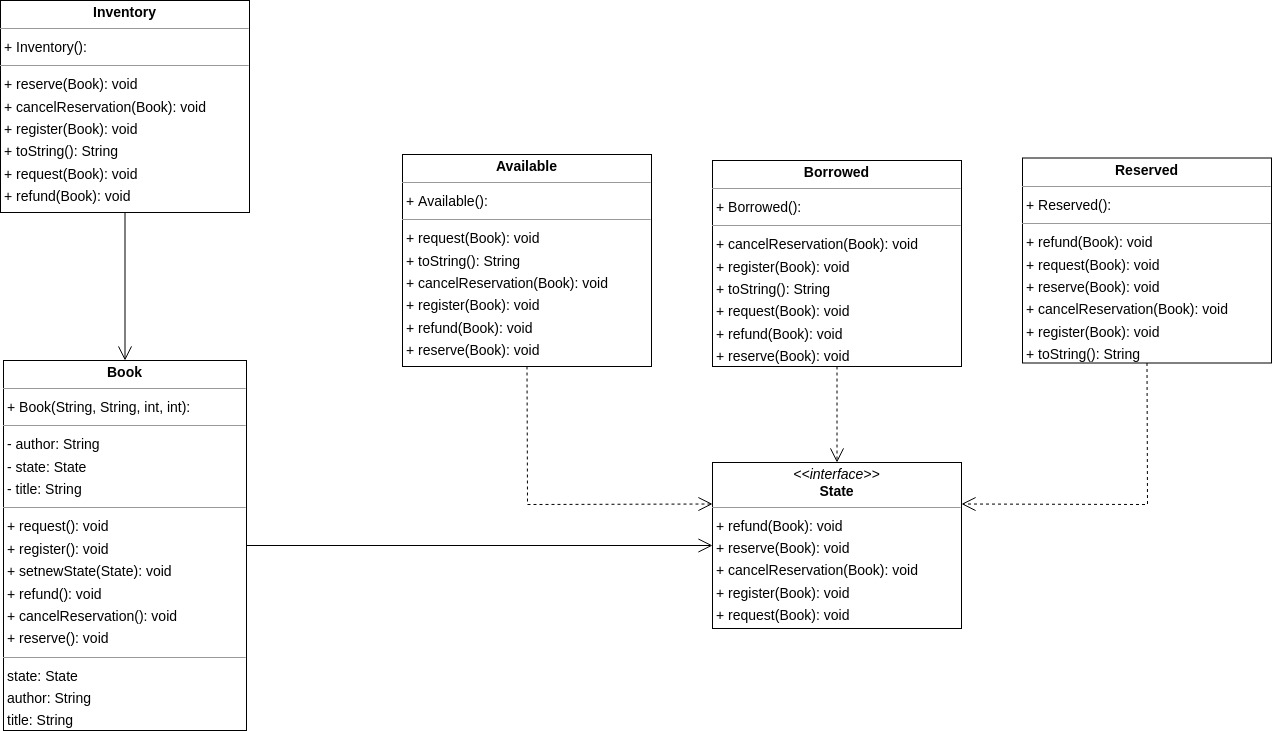 Inventory
+ Inventory():
+ reserve(Book): void
+ cancelReservation(Book): void
+ register(Book): void
+ toString(): String
+ request(Book): void
+ refund(Book): void
Available
+ Available():
+ request(Book): void
+ toString(): String
+ cancelReservation(Book): void
+ register(Book): void
+ refund(Book): void
+ reserve(Book): void
Borrowed
+ Borrowed():
+ cancelReservation(Book): void
+ register(Book): void
+ toString(): String
+ request(Book): void
+ refund(Book): void
+ reserve(Book): void
Reserved
+ Reserved():
+ refund(Book): void
+ request(Book): void
+ reserve(Book): void
+ cancelReservation(Book): void
+ register(Book): void
+ toString(): String
Book
+ Book(String, String, int, int):
- author: String
- state: State
- title: String
+ request(): void
+ register(): void
+ setnewState(State): void
+ refund(): void
+ cancelReservation(): void
+ reserve(): void
state: State
author: String
title: String
<<interface>>
State
+ refund(Book): void
+ reserve(Book): void
+ cancelReservation(Book): void
+ register(Book): void
+ request(Book): void